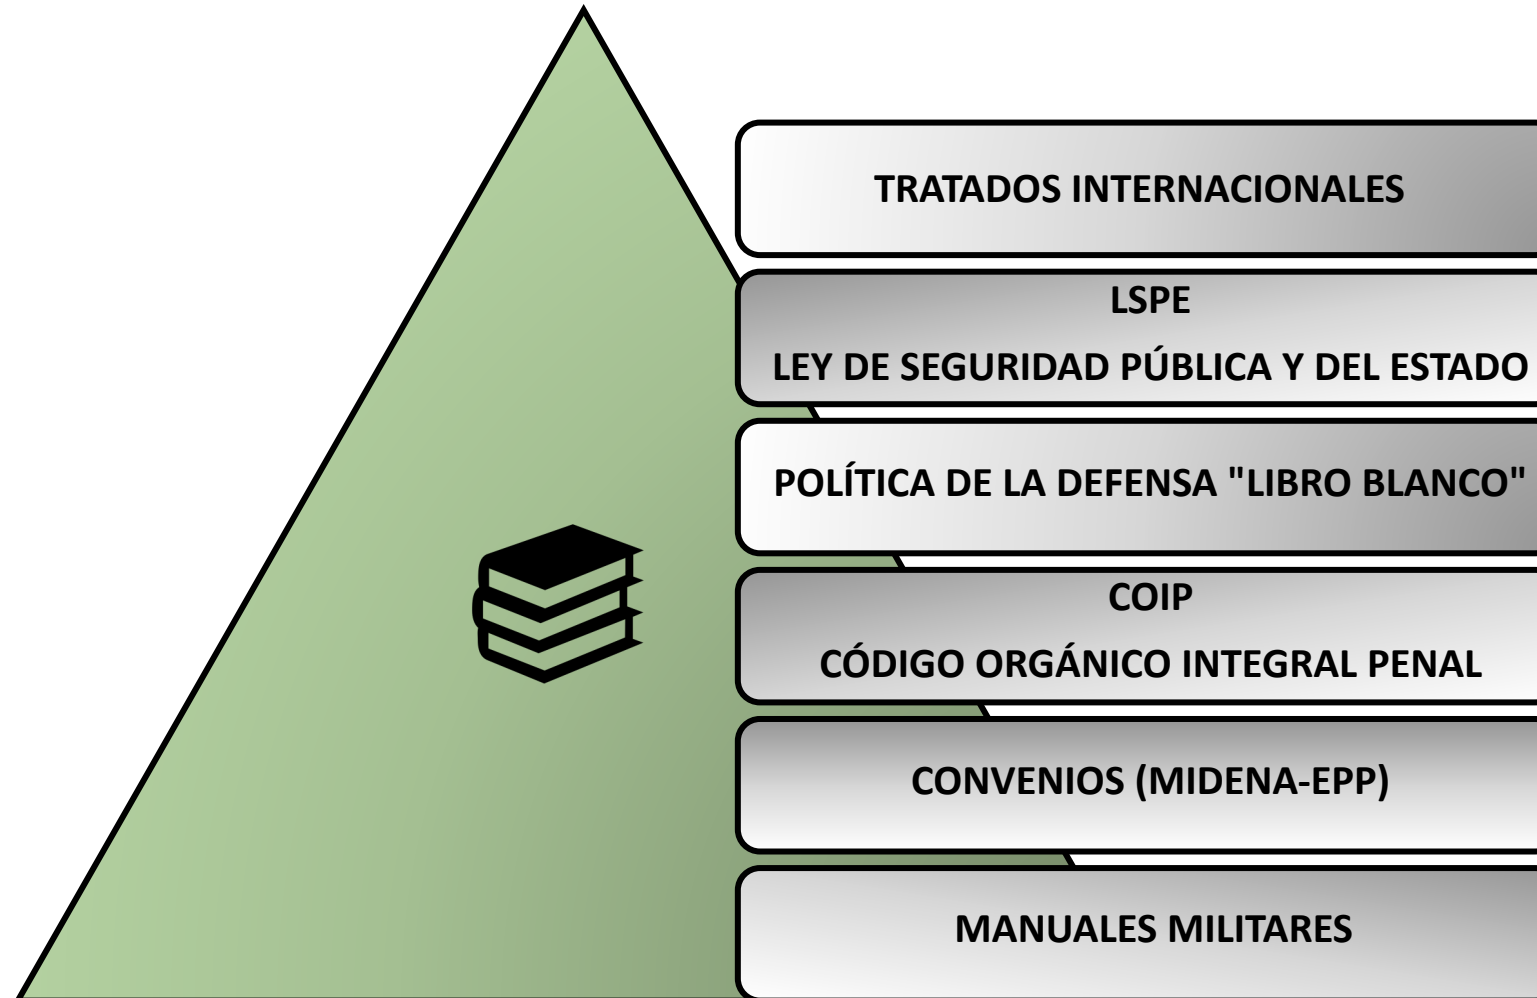 TRATADOS INTERNACIONALES
LSPE
LEY DE SEGURIDAD PÚBLICA Y DEL ESTADO
POLÍTICA DE LA DEFENSA "LIBRO BLANCO"
COIP
CÓDIGO ORGÁNICO INTEGRAL PENAL
CONVENIOS (MIDENA-EPP)
MANUALES MILITARES